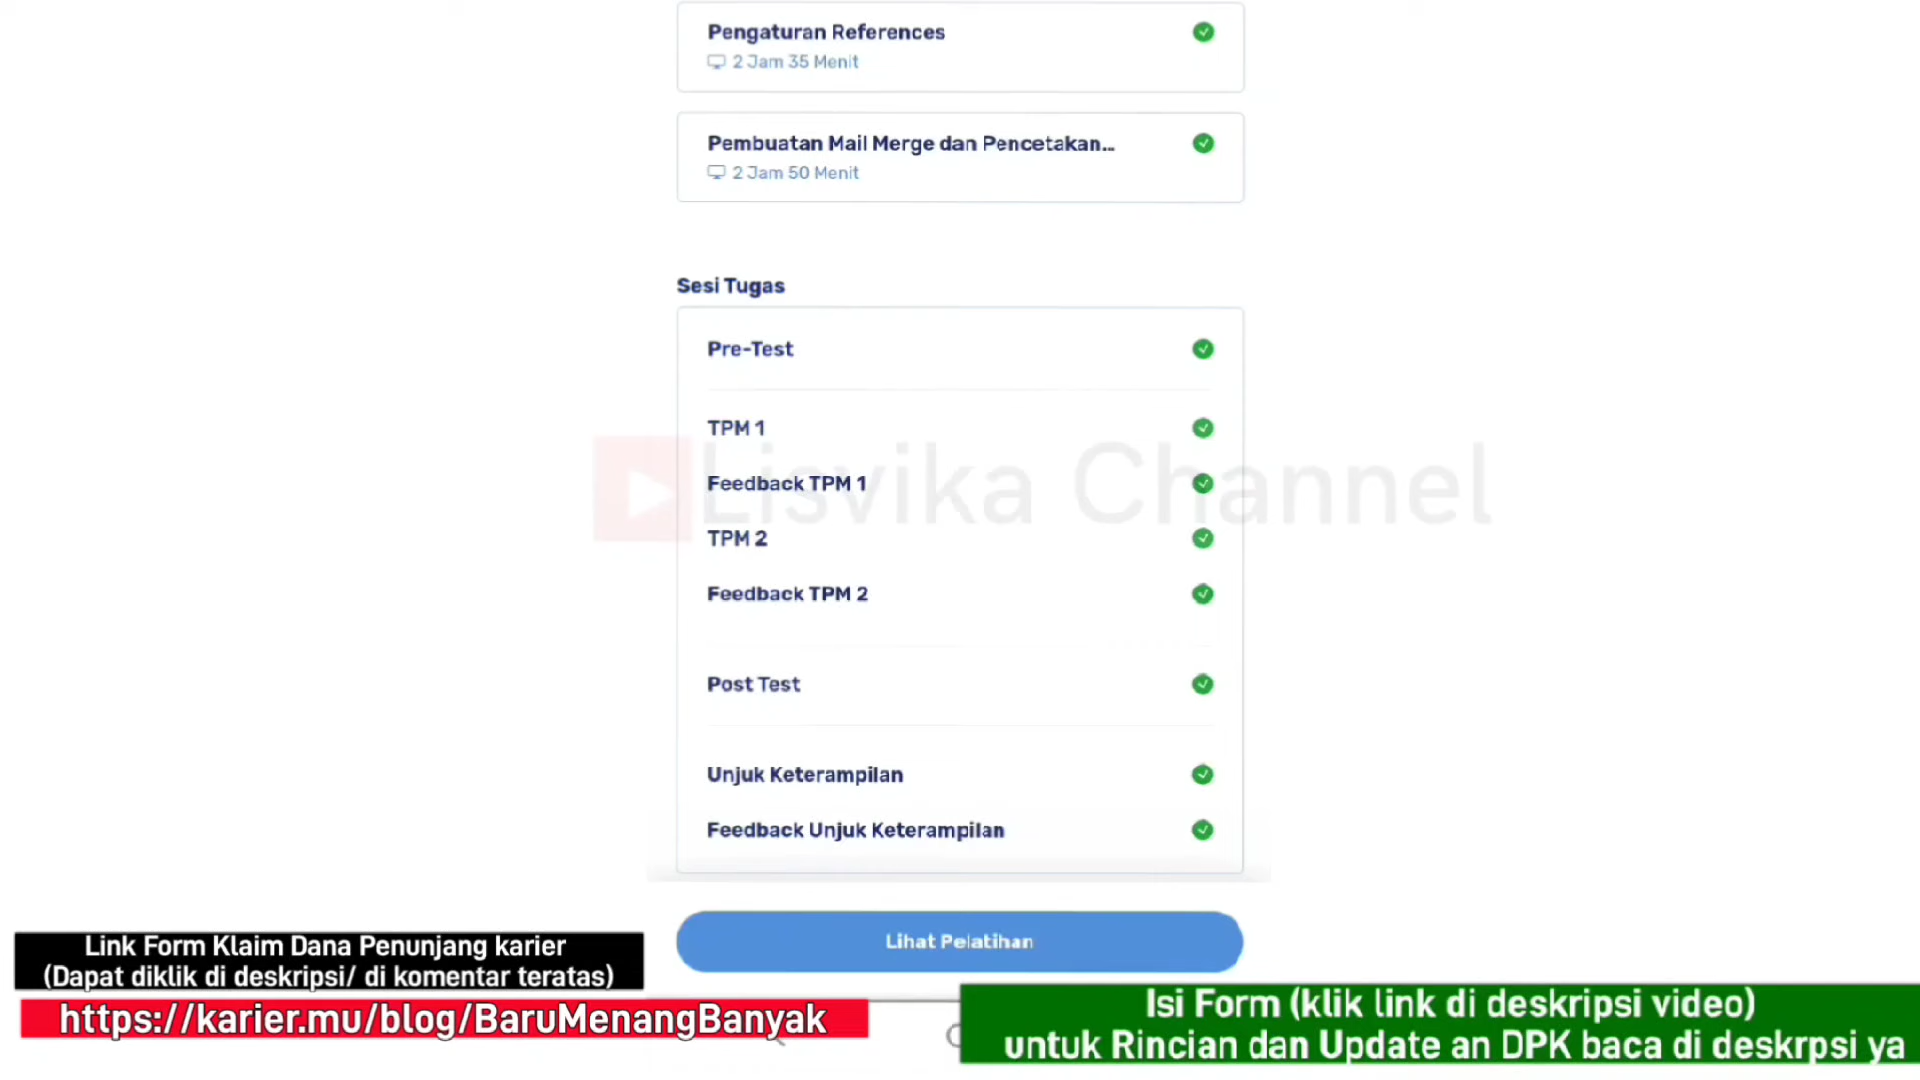 Pengaturan References
2 Jam 35 Menit
Pembuatan Mail Merge dan Pencetakan...
2 Jam 50 Menit
Sesi Tugas
Pre-Test
TPM 1
Feedback TPM 1
TPM 2
Feedback TPM 2
Post Test
Unjuk Keterampilan
Feedback Unjuk Keterampilan
Lisvika Channel
Lihat Pelatihan
Link Form Klaim Dana Penunjang karier
(Dapat diklik di deskripsi/ di komentar teratas)
https://karier.mu/blog/BaruMenangBanyak
Isi Form (klik link di deskripsi video)
untuk Rincian dan Update an DPK baca di deskrpsi ya